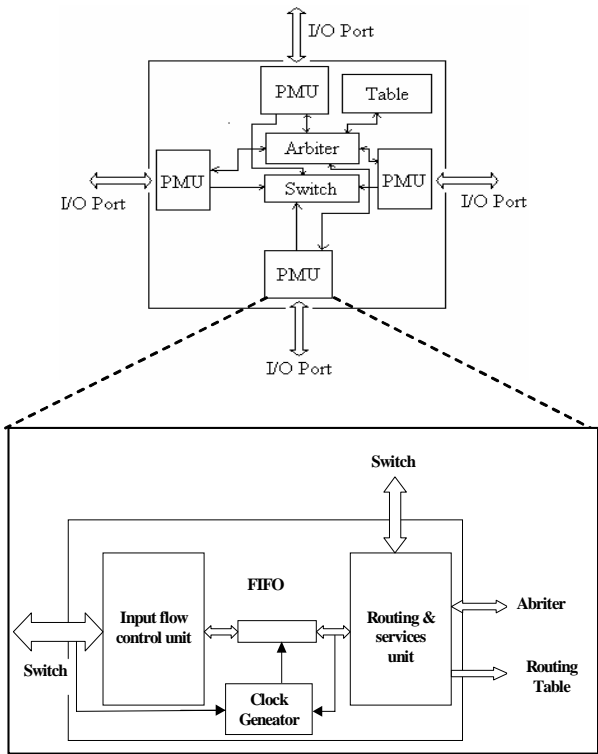 I/O Port
PMU
Table
Arbiter
PMU
PMU
Switch
I/O Port
I/O Port
PMU
I/O Port
Switch
FIFO
Input flow
control unit
Routing &
services
unit
Abriter
Switch
Routing
Table
Clock
Geneator